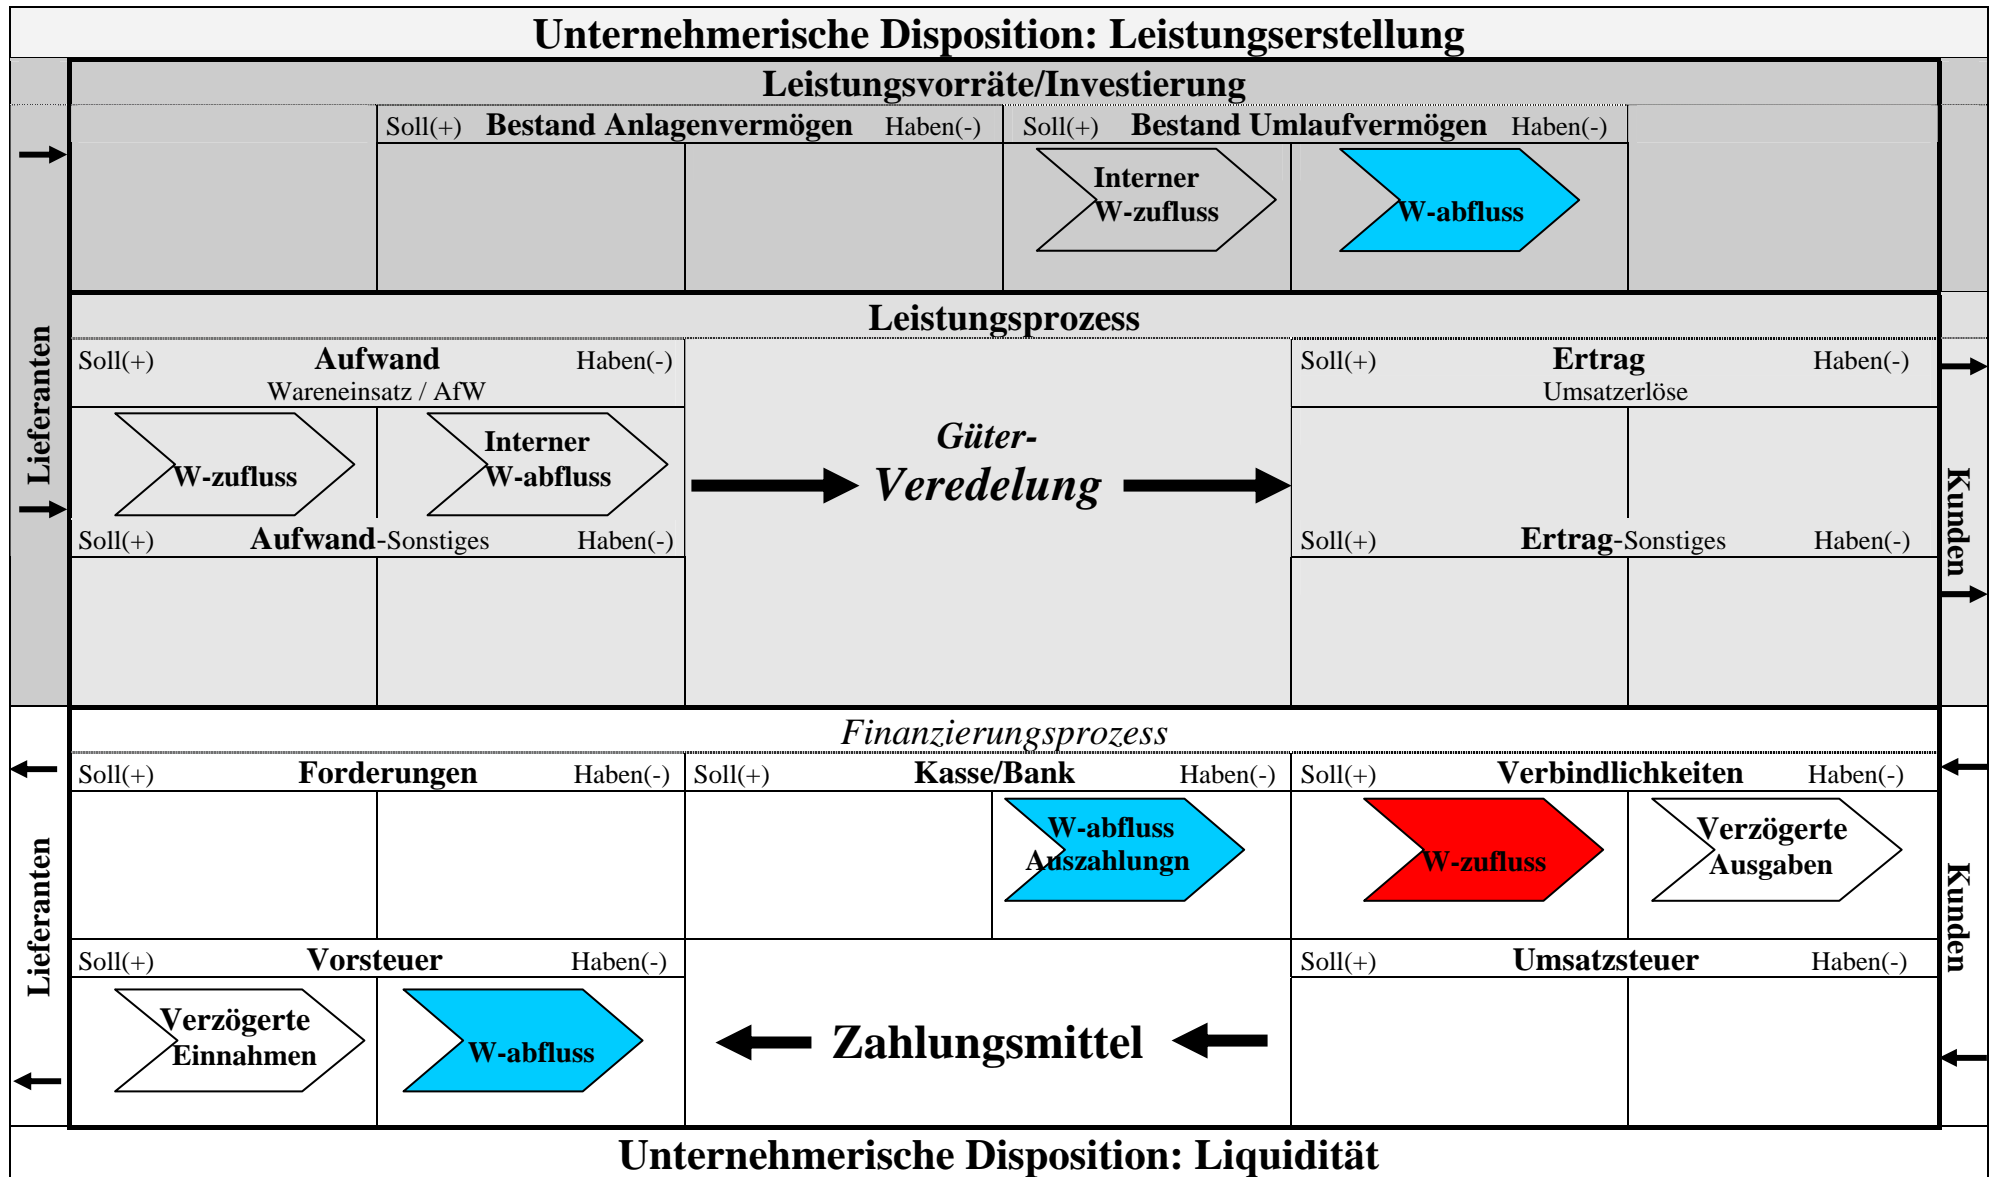 Unternehmerische Disposition: Leistungserstellung
Leistungsvorräte/Investierung
Soll(+) Bestand Anlagenvermögen Haben(-) Soll(+) Bestand Umlaufvermögen Haben(-)
Interner
W-zufluss
W-abfluss
Lieferanten
Leistungsprozess
Soll(+) Aufwand Haben(-)
Wareneinsatz / AfW
Soll(+) Ertrag Haben(-)
Umsatzerlöse
W-zufluss
Interner
W-abfluss
Güter-
Veredelung
Kunden
Soll(+) Aufwand-Sonstiges Haben(-)
Soll(+) Ertrag-Sonstiges Haben(-)
Finanzierungsprozess
Soll(+) Forderungen Haben(-) Soll(+) Kasse/Bank Haben(-) Soll(+) Verbindlichkeiten Haben(-)
W-abfluss
Auszahlungn
W-zufluss
Verzögerte
Ausgaben
Lieferanten
Kunden
Soll(+) Vorsteuer Haben(-)
Soll(+) Umsatzsteuer Haben(-)
Verzögerte
Einnahmen
W-abfluss
Zahlungsmittel
Unternehmerische Disposition: Liquidität